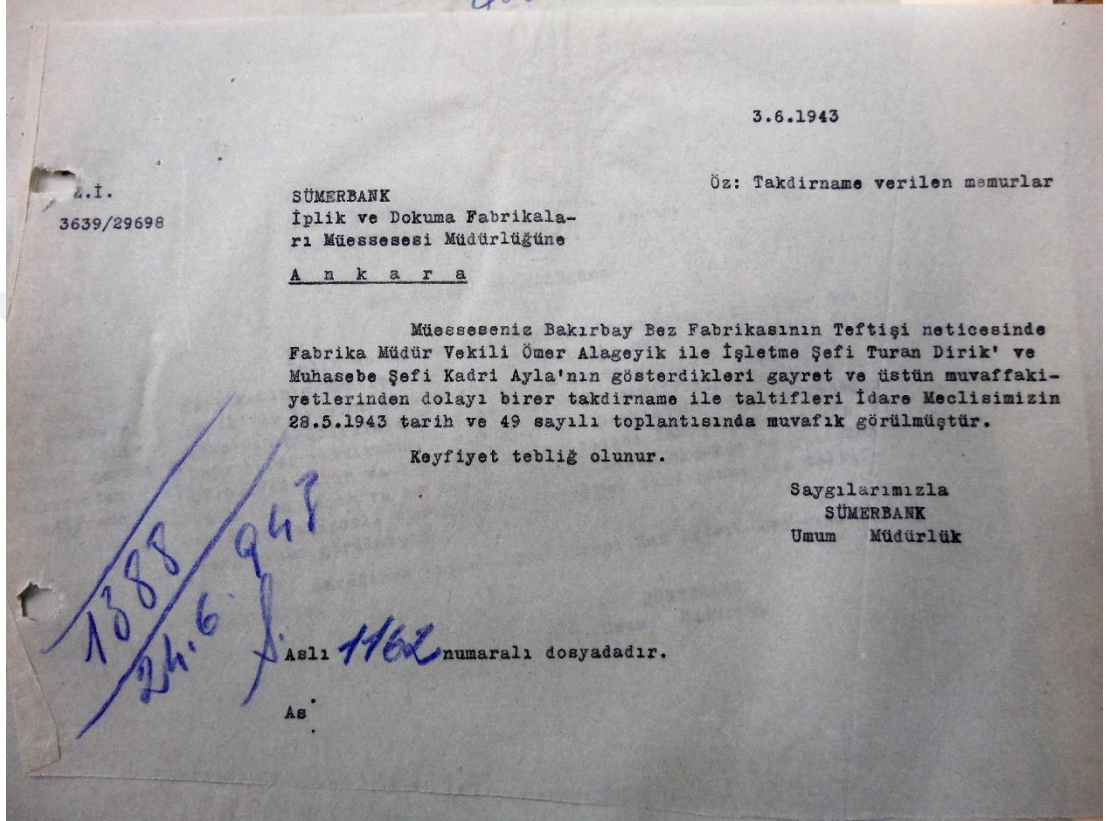 3.6.1943
.İ.
3639/29698
Öz: Takdirname verilen memurlar
SÜMERBANK
İplik ve Dokuma Fabrikala-
rı Müessesesi Müdürlüğüne
A n k a r a
Müesseseniz Bakırbay Bez Fabrikasının Teftişi neticesinde
Fabrika Müdür Vekili Ömer Alageyik ile İşletme Şefi Turan Dirik' ve
Muhasebe Şefi Kadri Ayla'nın gösterdikleri gayret ve üstün muvaffaki-
yetlerinden dolayı birer takdirname ile taltifleri İdare Meclisimizin
28.5.1943 tarih ve 49 sayılı toplantısında muvafık görülmüştür.
Keyfiyet tebliğ olunur.
Saygılarımızla
SÜMERBANK
Umum Müdürlük
1388
24.6.943
Aslı 1162 numaralı dosyadadır.
As